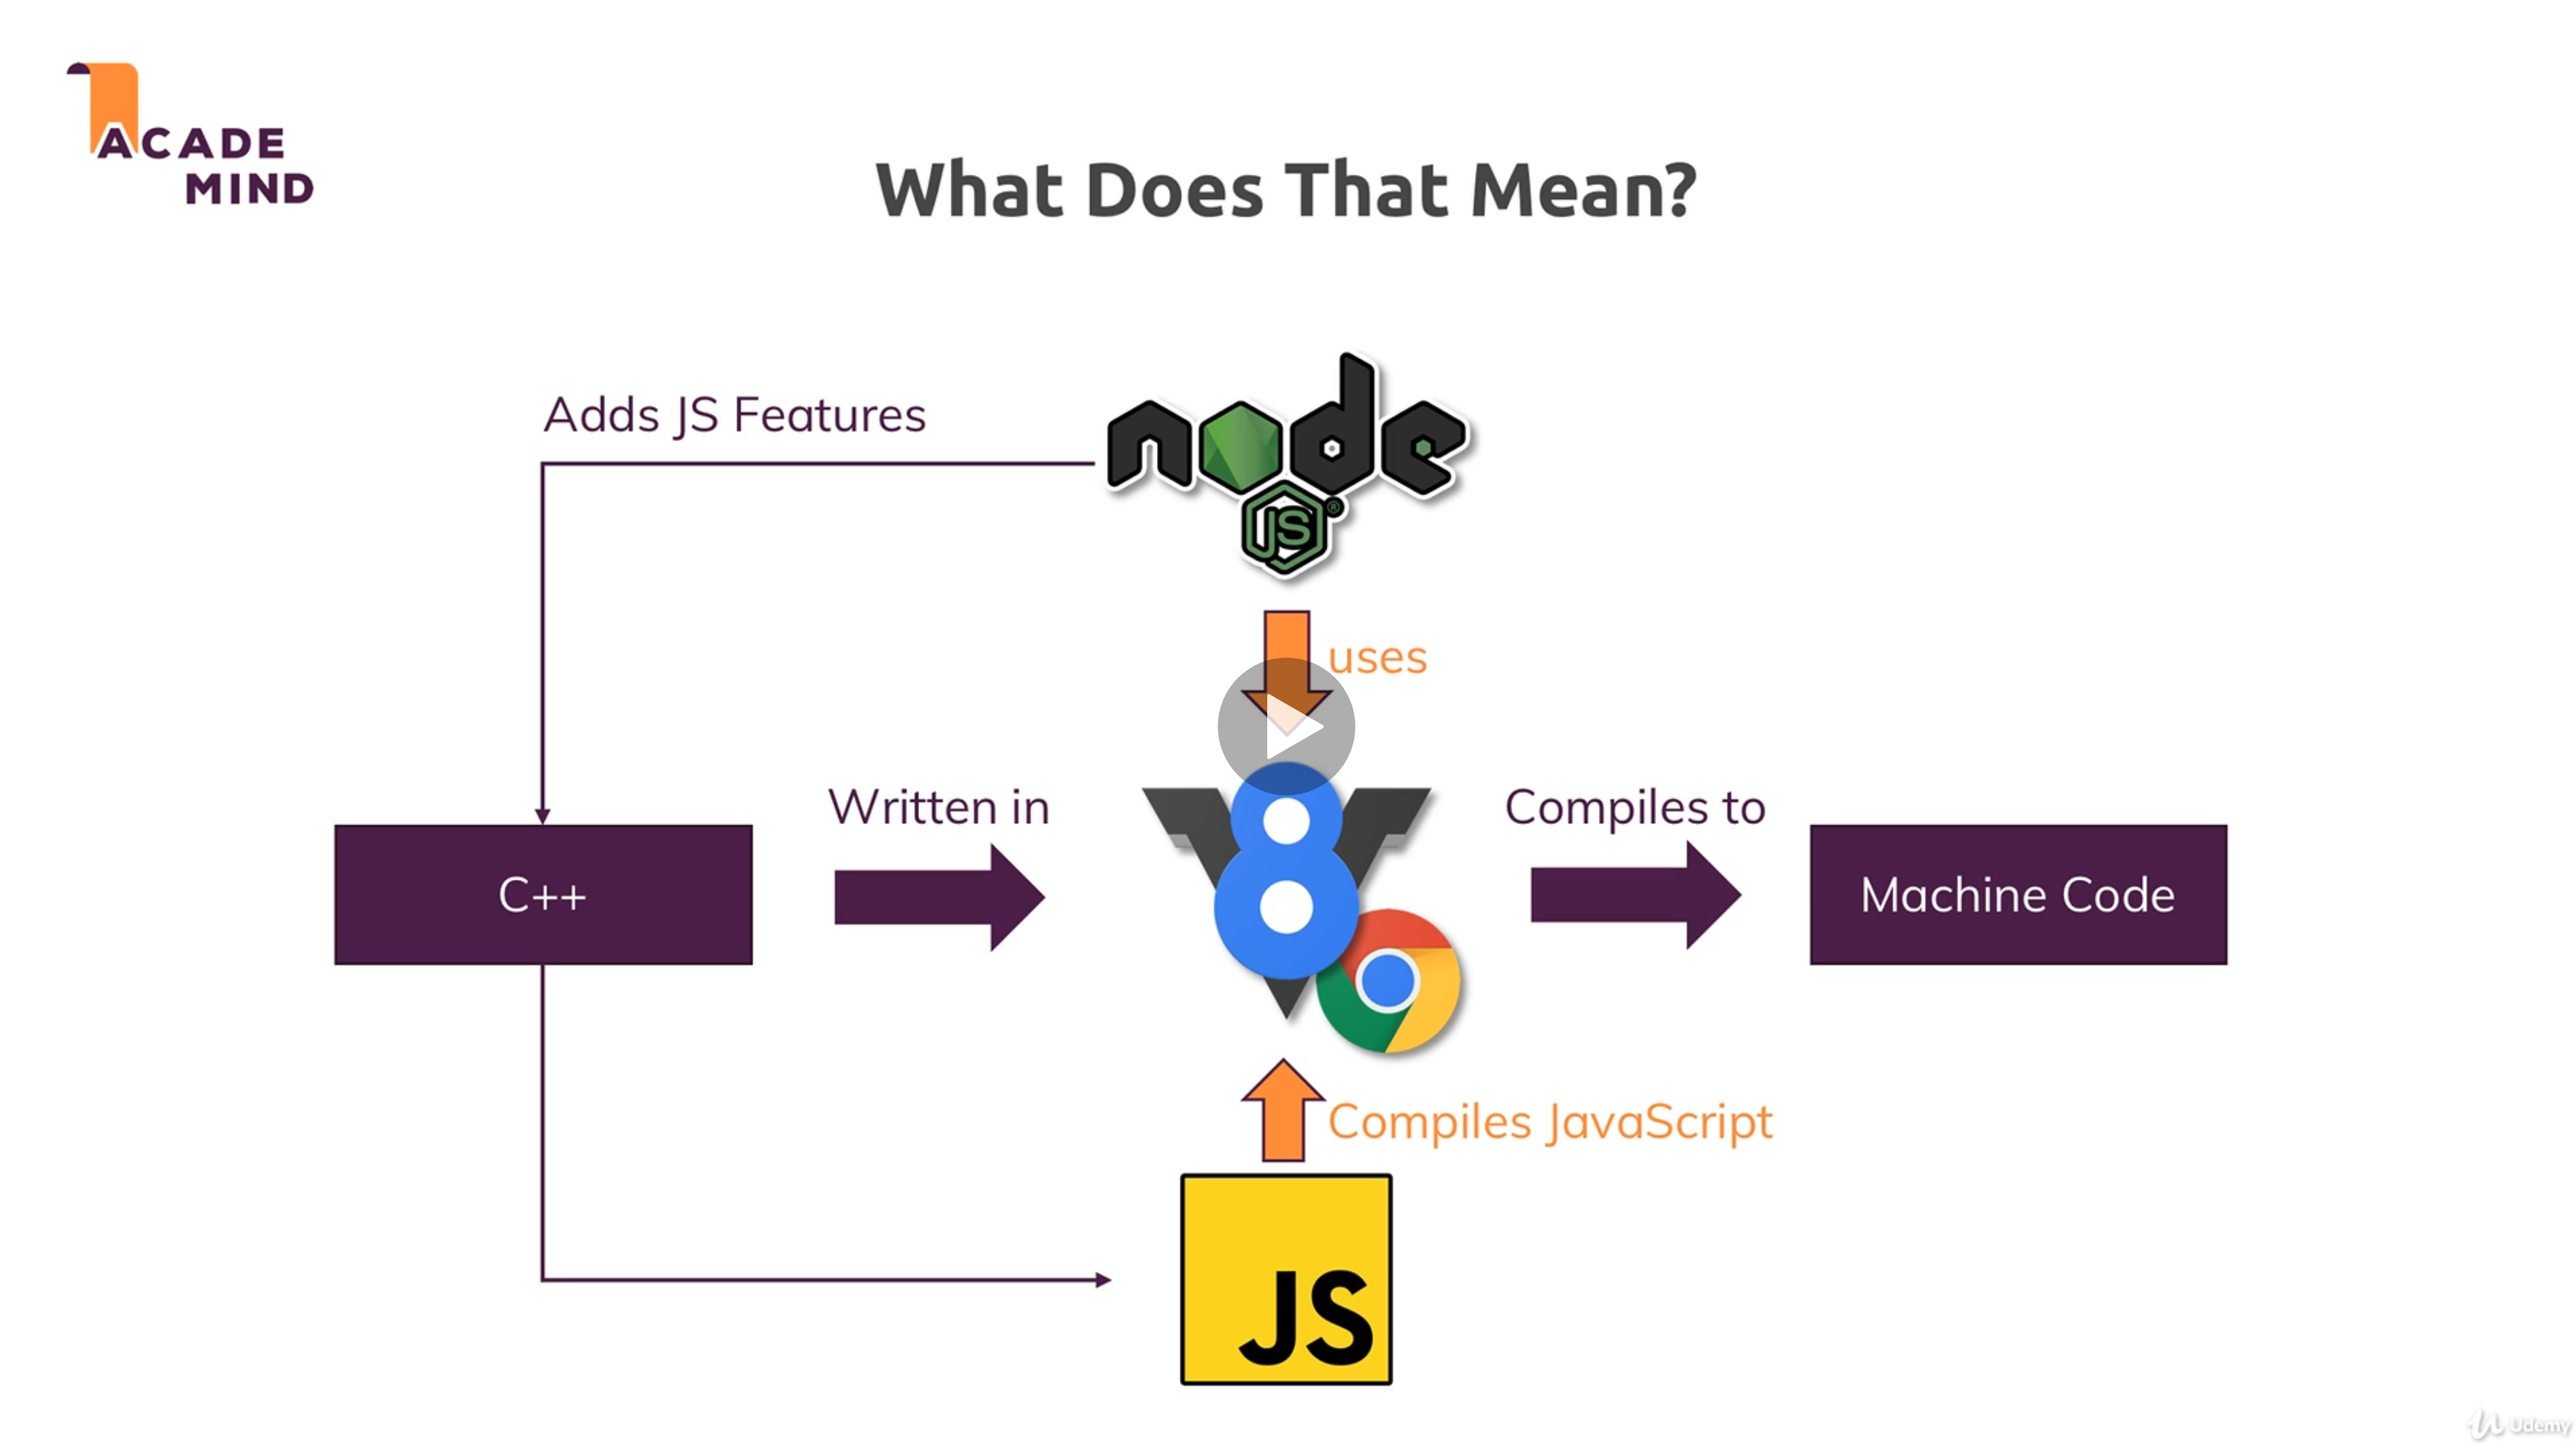 ACADE
MIND
What Does That Mean?
Adds JS Features
node
JS®
uses
Written in
8
Compiles to
C++
Machine Code
Compiles JavaScript
JS
Udemy